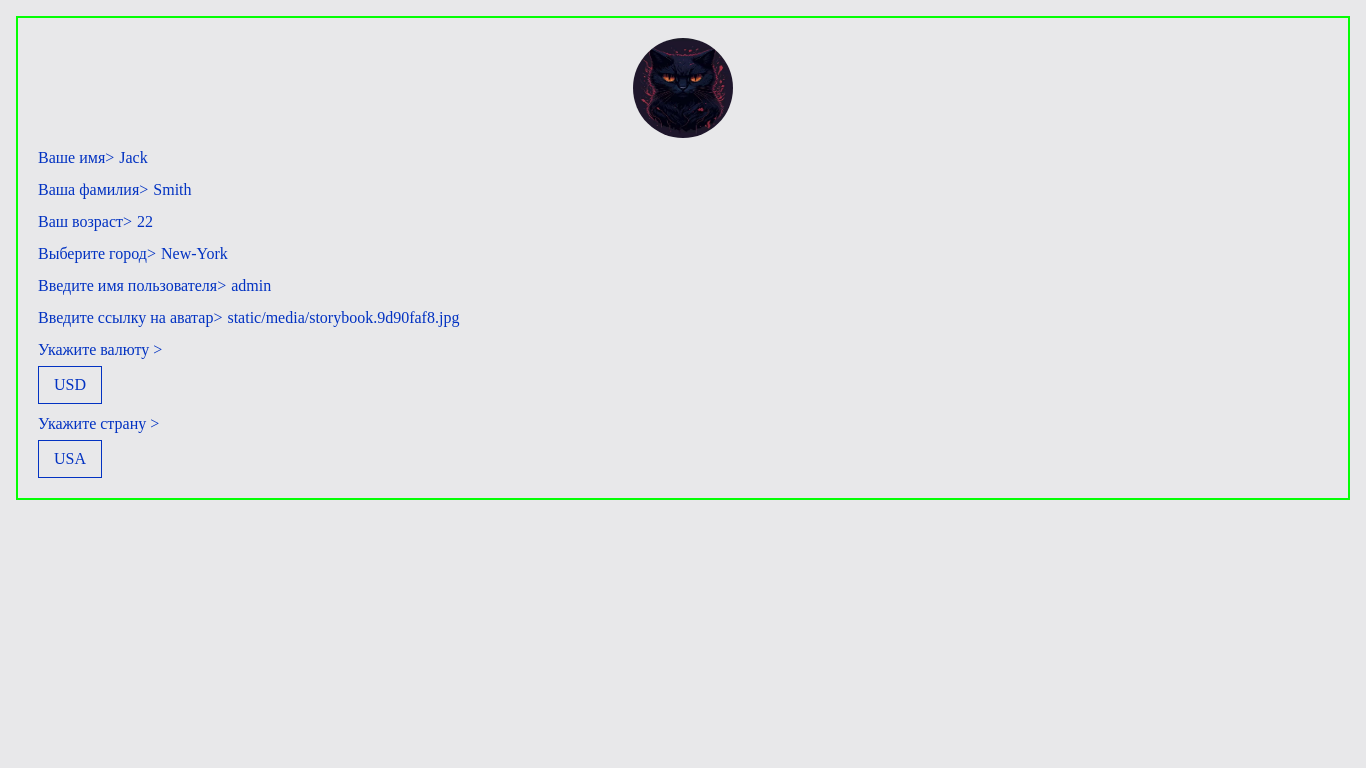 Ваше имя> Jack
Ваша фамилия> Smith
Ваш возраст> 22
Выберите город> New-York
Введите имя пользователя> admin
Введите ссылку на аватар> static/media/storybook.9d90faf8.jpg
Укажите валюту >
USD
Укажите страну >
USA